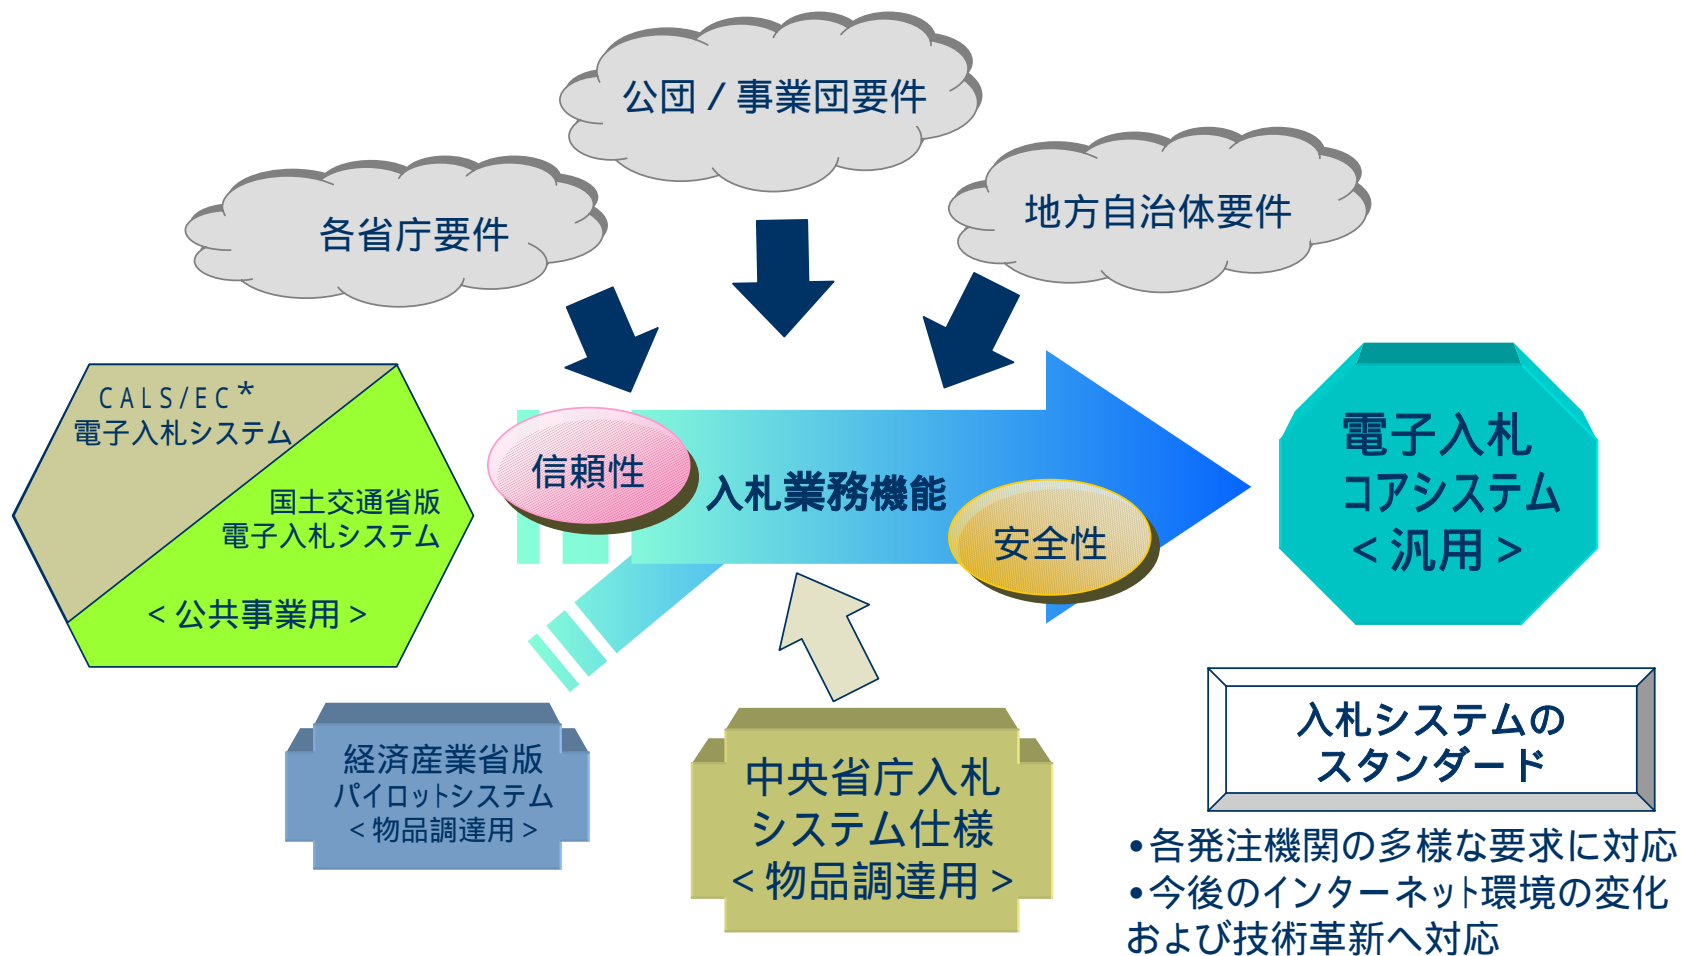 公団/事業団要件
各省庁要件
地方自治体要件
CALS/EC*
電子入札システム
国土交通省版
電子入札システム
<公共事業用>
信頼性
入札業務機能
安全性
電子入札
コアシステム
<汎用>
経済産業省版
パイロットシステム
<物品調達用>
中央省庁入札
システム仕様
<物品調達用>
入札システムの
スタンダード
•各発注機関の多様な要求に対応
•今後のインターネット環境の変化
および技術革新へ対応